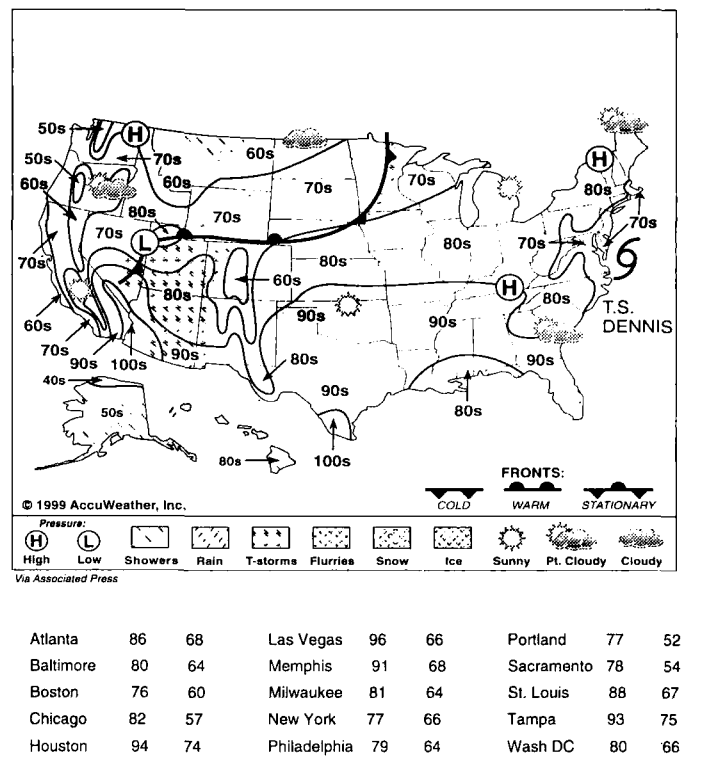 50s H 60s
50s 70s H
60s 60s 70s 70s 80s
80s 70s 70s
70s L 70s 80s
70s 80s 60s 80s H T.S.
80s 90s 90s DENNIS
60s
70s 90s 80s 90s
90s 100s 90s
40s 80s
50s
80s 100s
FRONTS:
© 1999 AccuWeather, Inc. COLD WARM STATIONARY
Pressure:
H L
High Low Showers Rain T-storms Flurries Snow Ice Sunny Pt. Cloudy Cloudy
Via Associated Press
Atlanta 86 68 Las Vegas 96 66 Portland 77 52
Baltimore 80 64 Memphis 91 68 Sacramento 78 54
Boston 76 60 Milwaukee 81 64 St. Louis 88 67
Chicago 82 57 New York 77 66 Tampa 93 75
Houston 94 74 Philadelphia 79 64 Wash DC 80 66